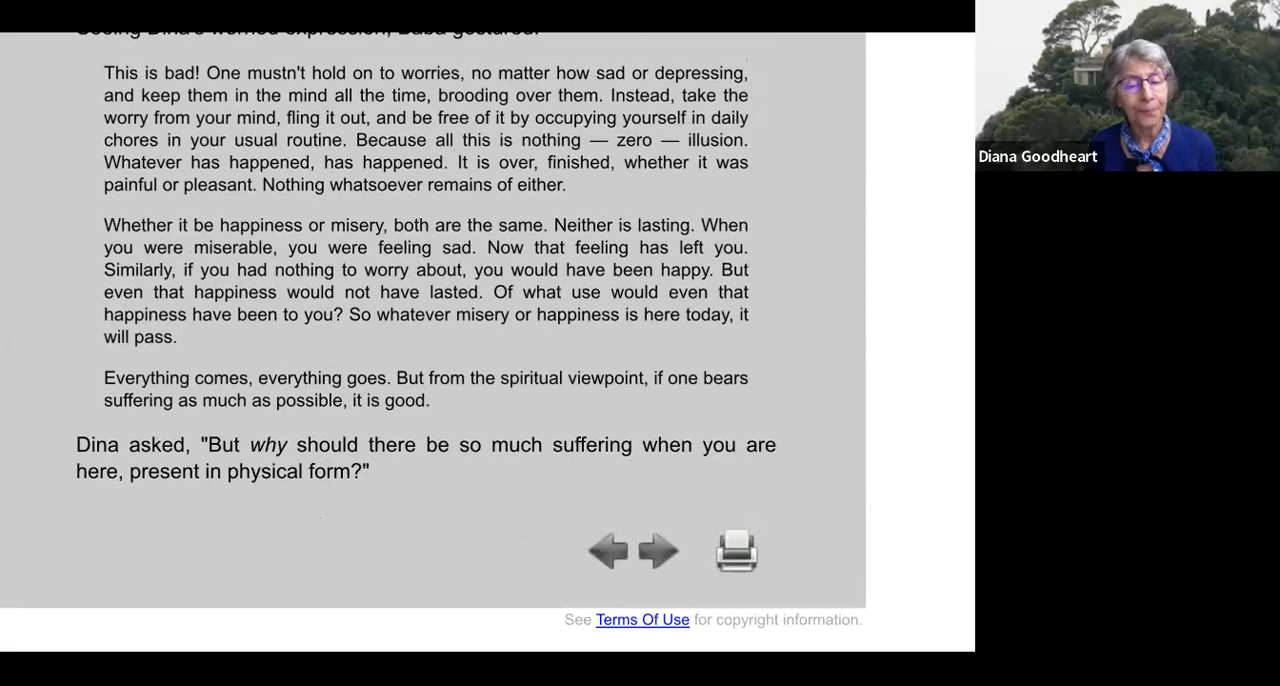 Seeing Dina's worried expression, Baba gestured:
This is bad! One mustn't hold on to worries, no matter how sad or depressing,
and keep them in the mind all the time, brooding over them. Instead, take the
worry from your mind, fling it out, and be free of it by occupying yourself in daily
chores in your usual routine. Because all this is nothing — zero — illusion.
Whatever has happened, has happened. It is over, finished, whether it was
painful or pleasant. Nothing whatsoever remains of either.
Whether it be happiness or misery, both are the same. Neither is lasting. When
you were miserable, you were feeling sad. Now that feeling has left you.
Similarly, if you had nothing to worry about, you would have been happy. But
even that happiness would not have lasted. Of what use would even that
happiness have been to you? So whatever misery or happiness is here today, it
will pass.
Everything comes, everything goes. But from the spiritual viewpoint, if one bears
suffering as much as possible, it is good.
Dina asked, "But why should there be so much suffering when you are
here, present in physical form?"
See Terms Of Use for copyright information.
Diana Goodheart